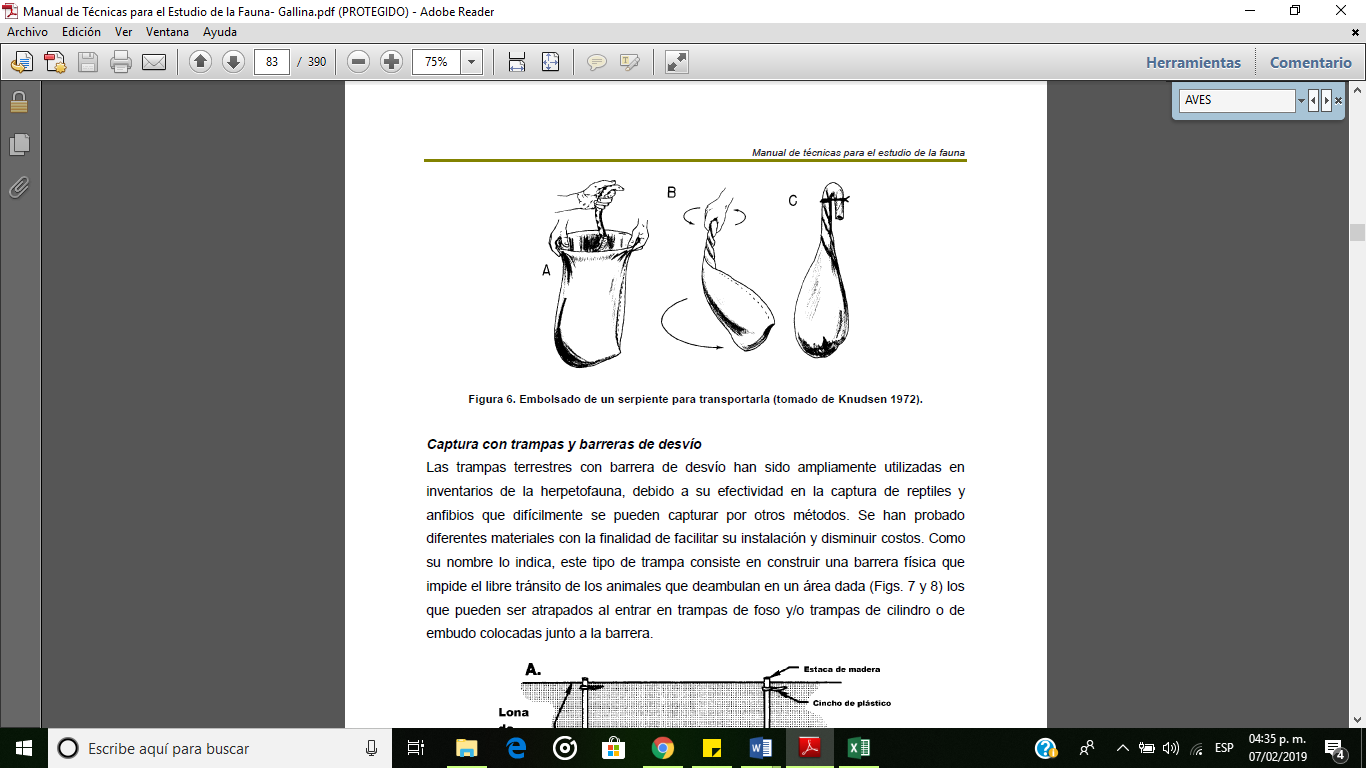 Manual de Técnicas para el Estudio de la Fauna- Gallina.pdf (PROTEGIDO) - Adobe Reader
Archivo Edición Ver Ventana Ayuda
83 / 390 75% Herramientas Comentario
AVES
Manual de técnicas para el estudio de la fauna
A
B
C
Figura 6. Embolsado de un serpiente para transportarla (tomado de Knudsen 1972).
Captura con trampas y barreras de desvío
Las trampas terrestres con barrera de desvío han sido ampliamente utilizadas en
inventarios de la herpetofauna, debido a su efectividad en la captura de reptiles y
anfibios que difícilmente se pueden capturar por otros métodos. Se han probado
diferentes materiales con la finalidad de facilitar su instalación y disminuir costos. Como
su nombre lo indica, este tipo de trampa consiste en construir una barrera física que
impide el libre tránsito de los animales que deambulan en un área dada (Figs. 7 y 8) los
que pueden ser atrapados al entrar en trampas de foso y/o trampas de cilindro o de
embudo colocadas junto a la barrera.
A.
Estaca de madera
Cincho de plástico
Lona
Escribe aquí para buscar
ESP
04:35 p. m.
07/02/2019
4